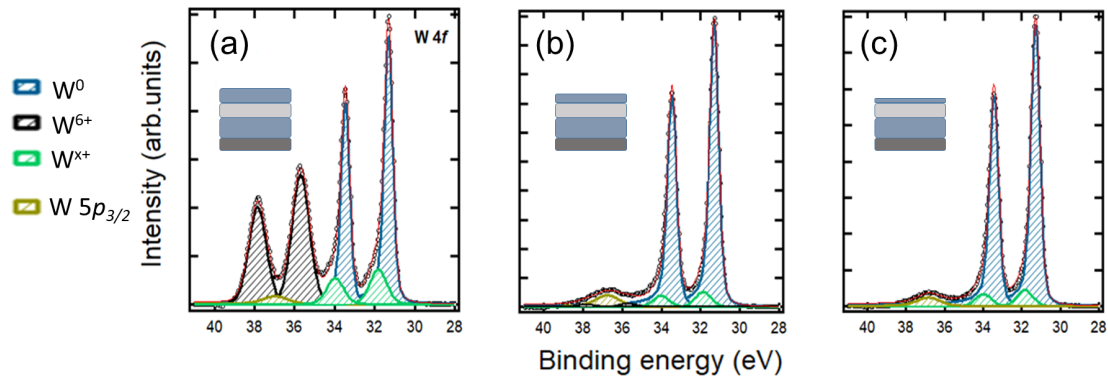 (a)
W 4f
(b)
(c)
W⁰
W⁶⁺
Wˣ⁺
W 5p₃/₂
Intensity (arb.units)
40 38 36 34 32 30 28
40 38 36 34 32 30 28
40 38 36 34 32 30 28
Binding energy (eV)